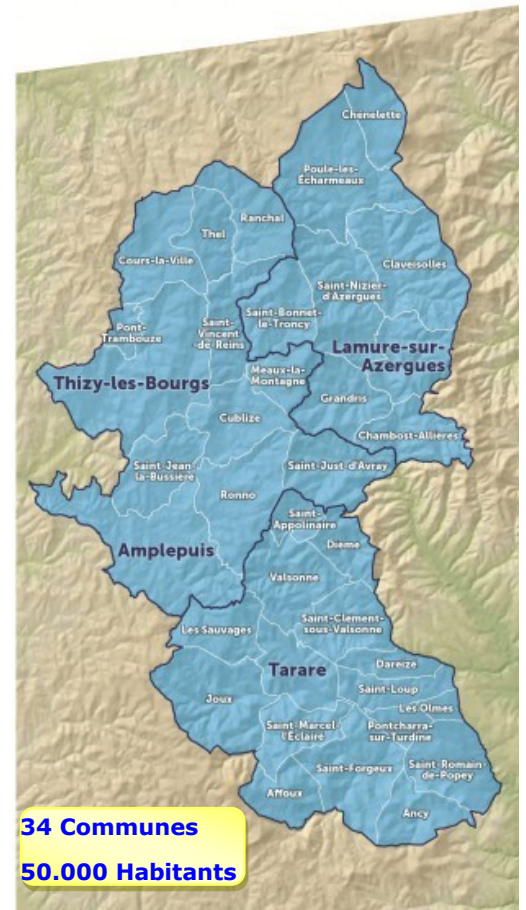 Chenelette
Poule-les-
Écharmeaux
Ranchal
Thel
Cours-la-Ville
Claveisolles
Saint-Nizier-
d'Azergues
Saint-Bonnet-
le-Troncy
Pont-
Trambouze
Saint-
Vincent
-de-Reins
Lamure-sur-
Azergues
Meaux-la-
Montagne
Thizy-les-Bourgs
Grandris
Cublize
Chambost-Allières
Saint-Jean-
la-Bussière
Saint-Just-d'Avray
Ronno
Saint-
Appolinaire
Amplepuis
Dième
Valsonne
Les Sauvages
Saint-Clément-
sous-Valsonne
Tarare
Dareizé
Saint-Loup
Joux
Les Olmes
Saint-Marcel-
l'Éclairé
Pontcharra-
sur-Turdine
Saint-Forgeux
Saint-Romain-
de-Popey
Affoux
Ancy
34 Communes
50.000 Habitants